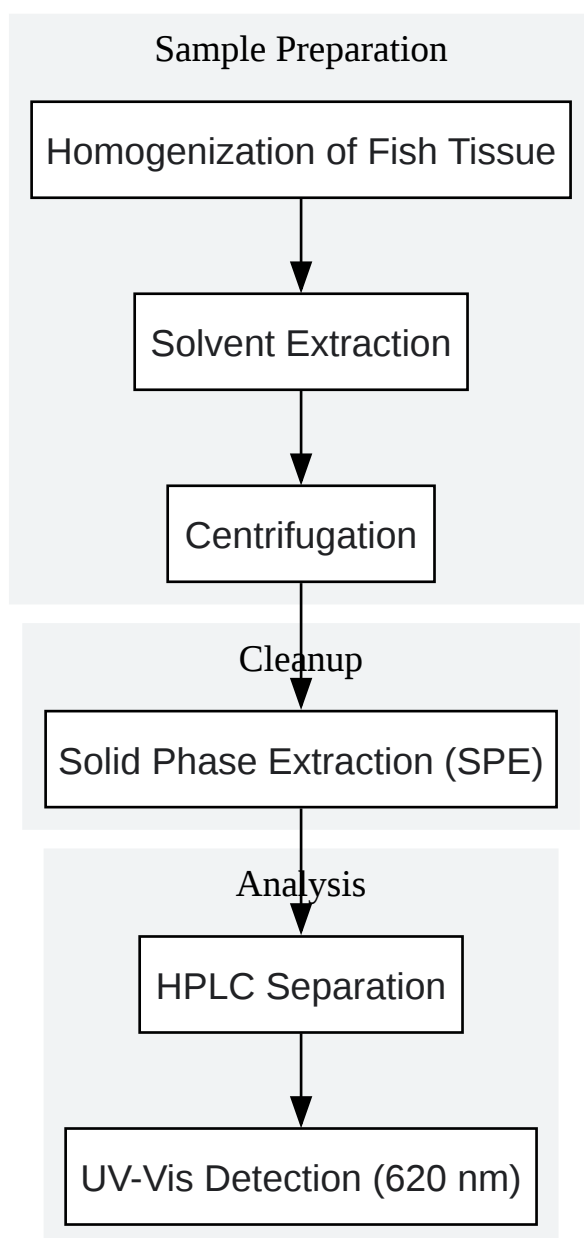 Sample Preparation
Homogenization of Fish Tissue
Solvent Extraction
Centrifugation
Cleanup
Solid Phase Extraction (SPE)
Analysis
HPLC Separation
UV-Vis Detection (620 nm)